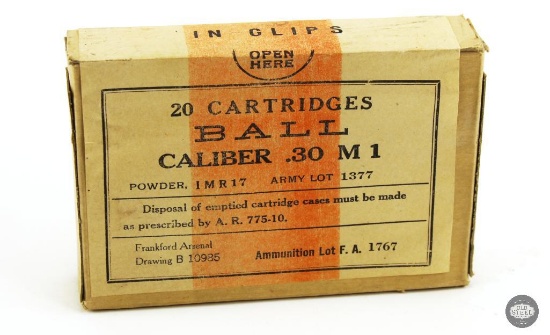 IN CLIPS
OPEN
HERE
20 CARTRIDGES
BALL
CALIBER .30 M1
POWDER, IMR17 ARMY LOT 1377
Disposal of emptied cartridge cases must be made
as prescribed by A. R. 775-10.
Frankford Arsenal
Drawing B 10985
Ammunition Lot F. A. 1767